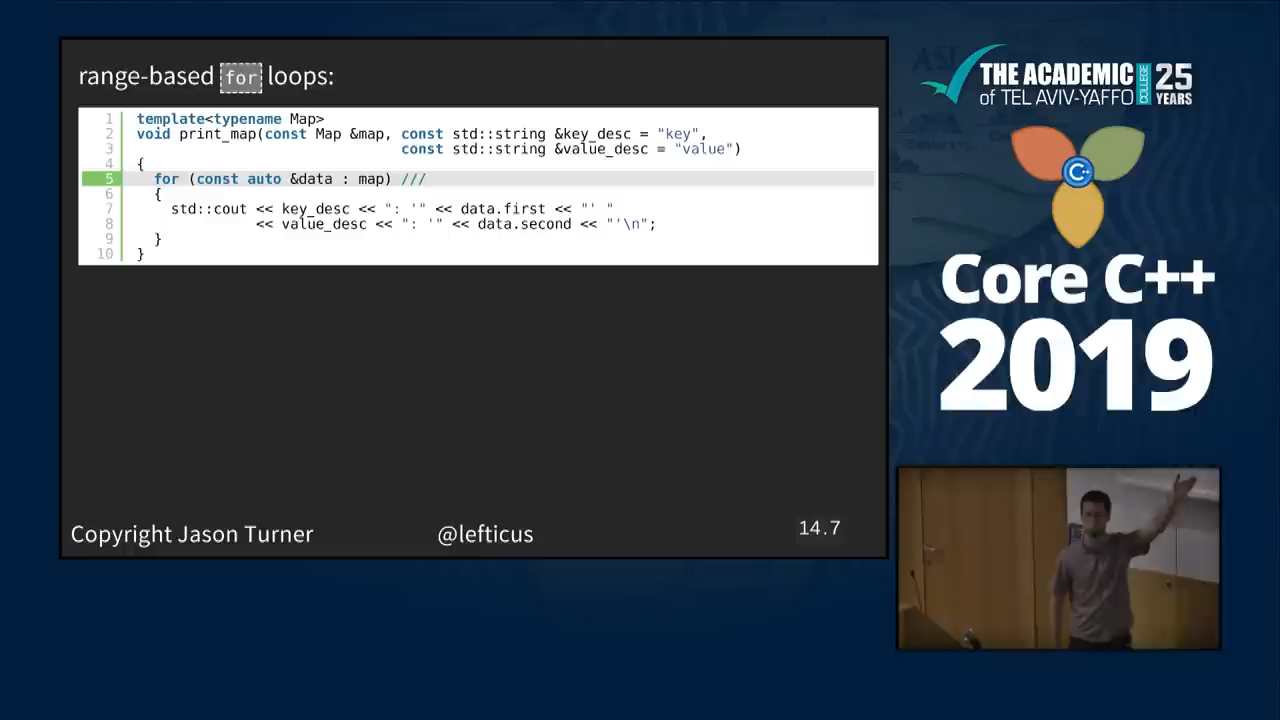 range-based for loops:
1 template<typename Map>
2 void print_map(const Map &map, const std::string &key_desc = "key",
3 const std::string &value_desc = "value")
4 {
5 for (const auto &data : map) ///
6 {
7 std::cout << key_desc << ": '" << data.first << "' "
8 << value_desc << ": '" << data.second << "'\n";
9 }
10 }
Copyright Jason Turner
@lefticus
14.7
THE ACADEMIC
of TEL AVIV-YAFFO
COLLEGE
25
YEARS
C++
Core C++
2019